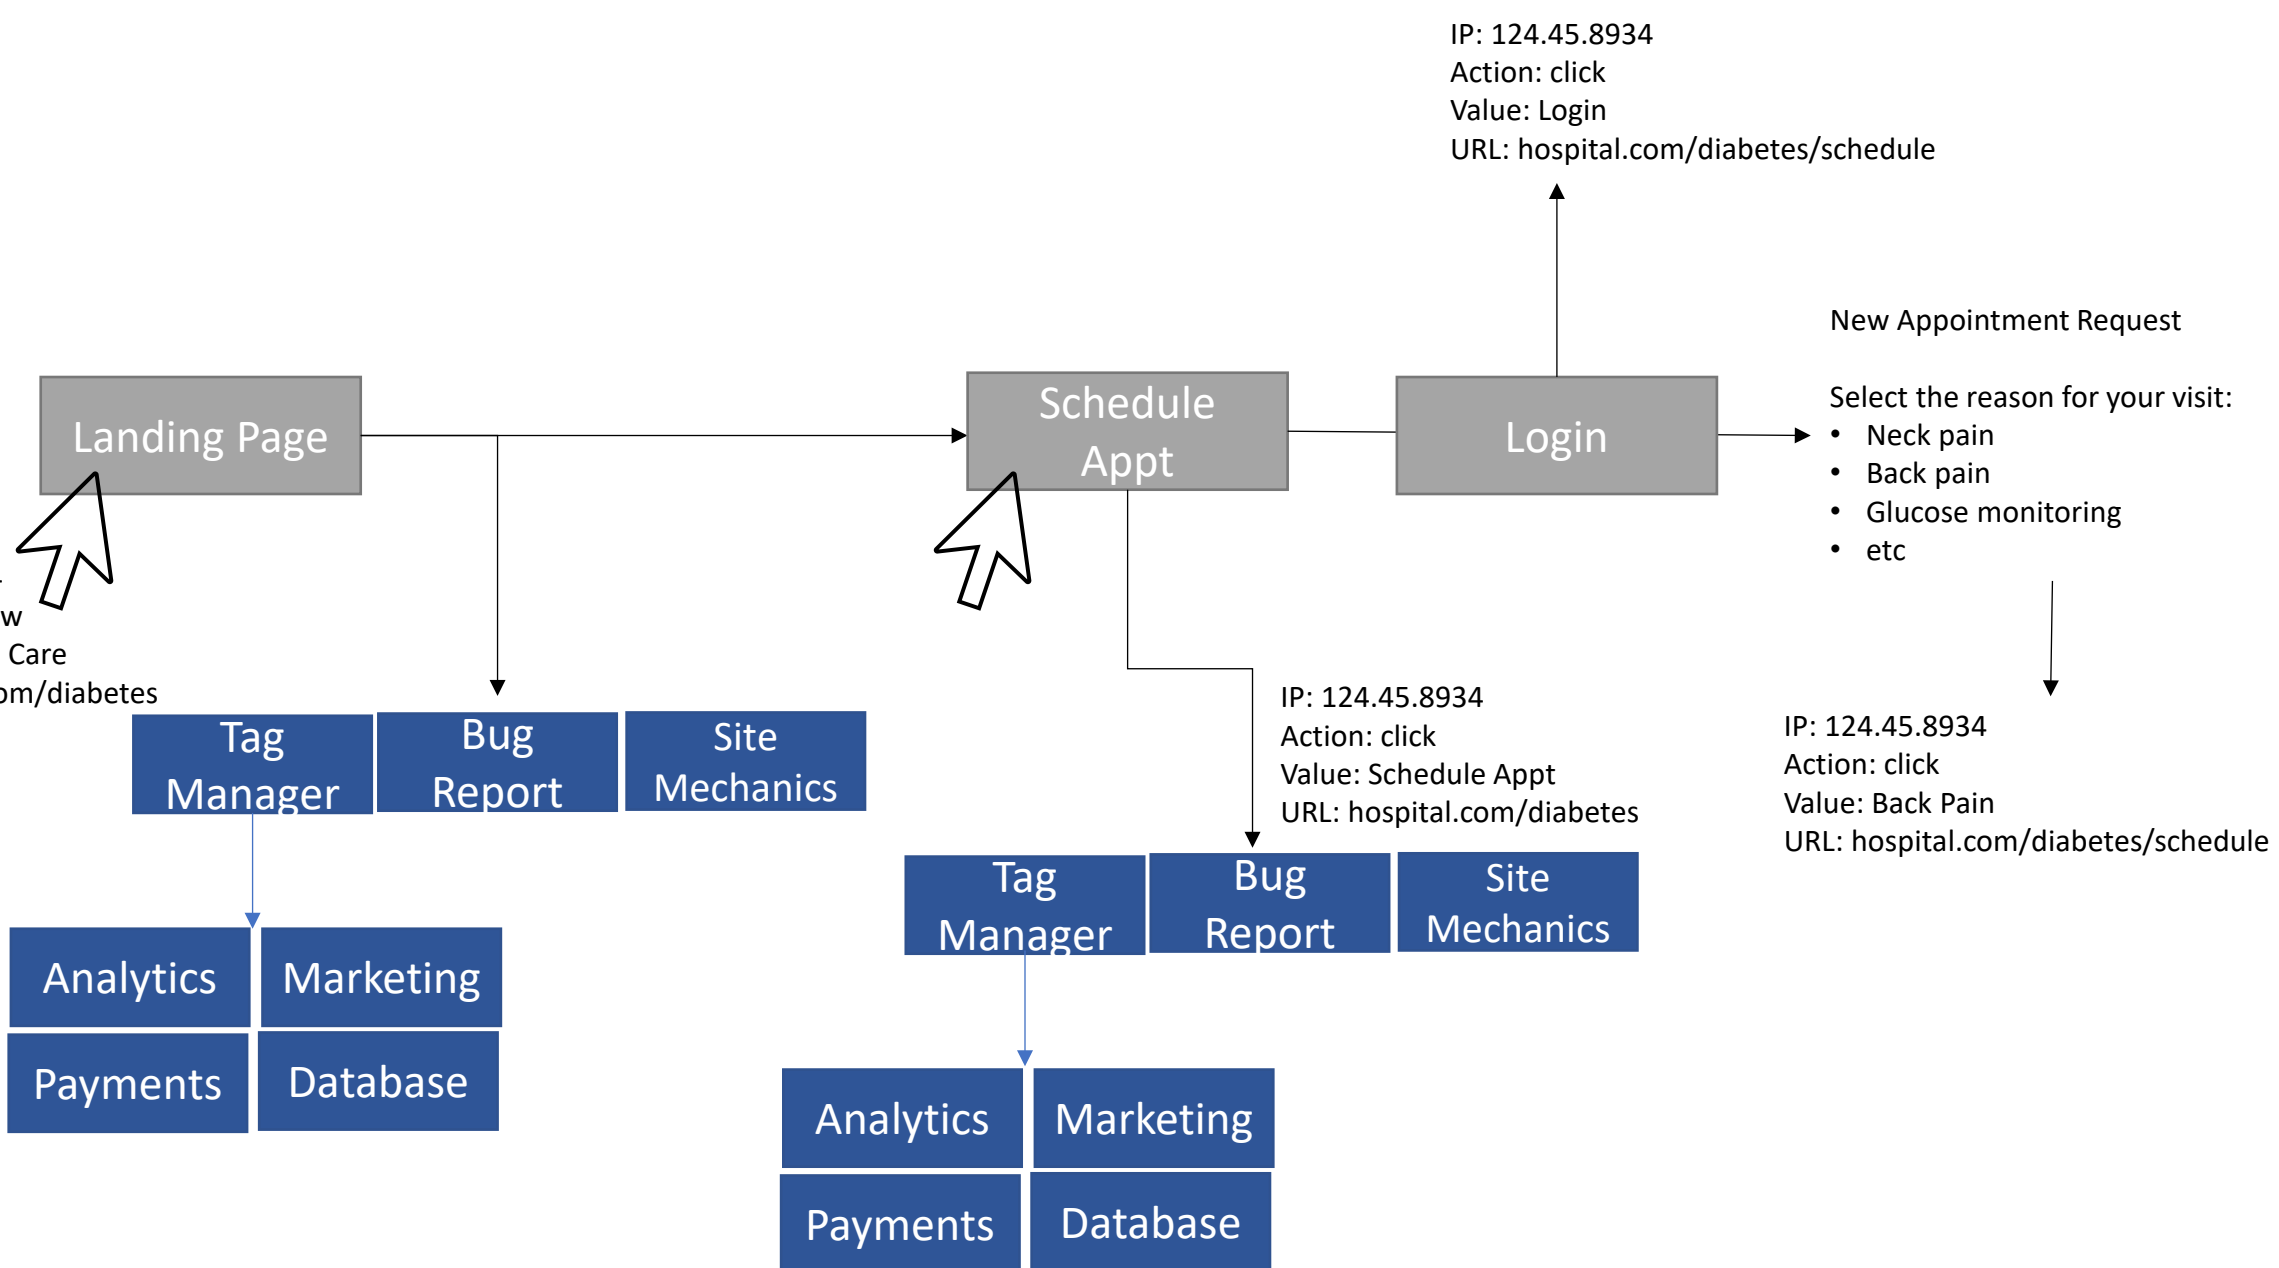 IP: 124.45.8934
Action: click
Value: Login
URL: hospital.com/diabetes/schedule
Landing Page
Schedule
Appt
Login
New Appointment Request
Select the reason for your visit:
• Neck pain
• Back pain
• Glucose monitoring
• etc
Care
om/diabetes
Tag
Manager
Bug
Report
Site
Mechanics
Analytics
Marketing
Payments
Database
IP: 124.45.8934
Action: click
Value: Schedule Appt
URL: hospital.com/diabetes
Tag
Manager
Bug
Report
Site
Mechanics
Analytics
Marketing
Payments
Database
IP: 124.45.8934
Action: click
Value: Back Pain
URL: hospital.com/diabetes/schedule